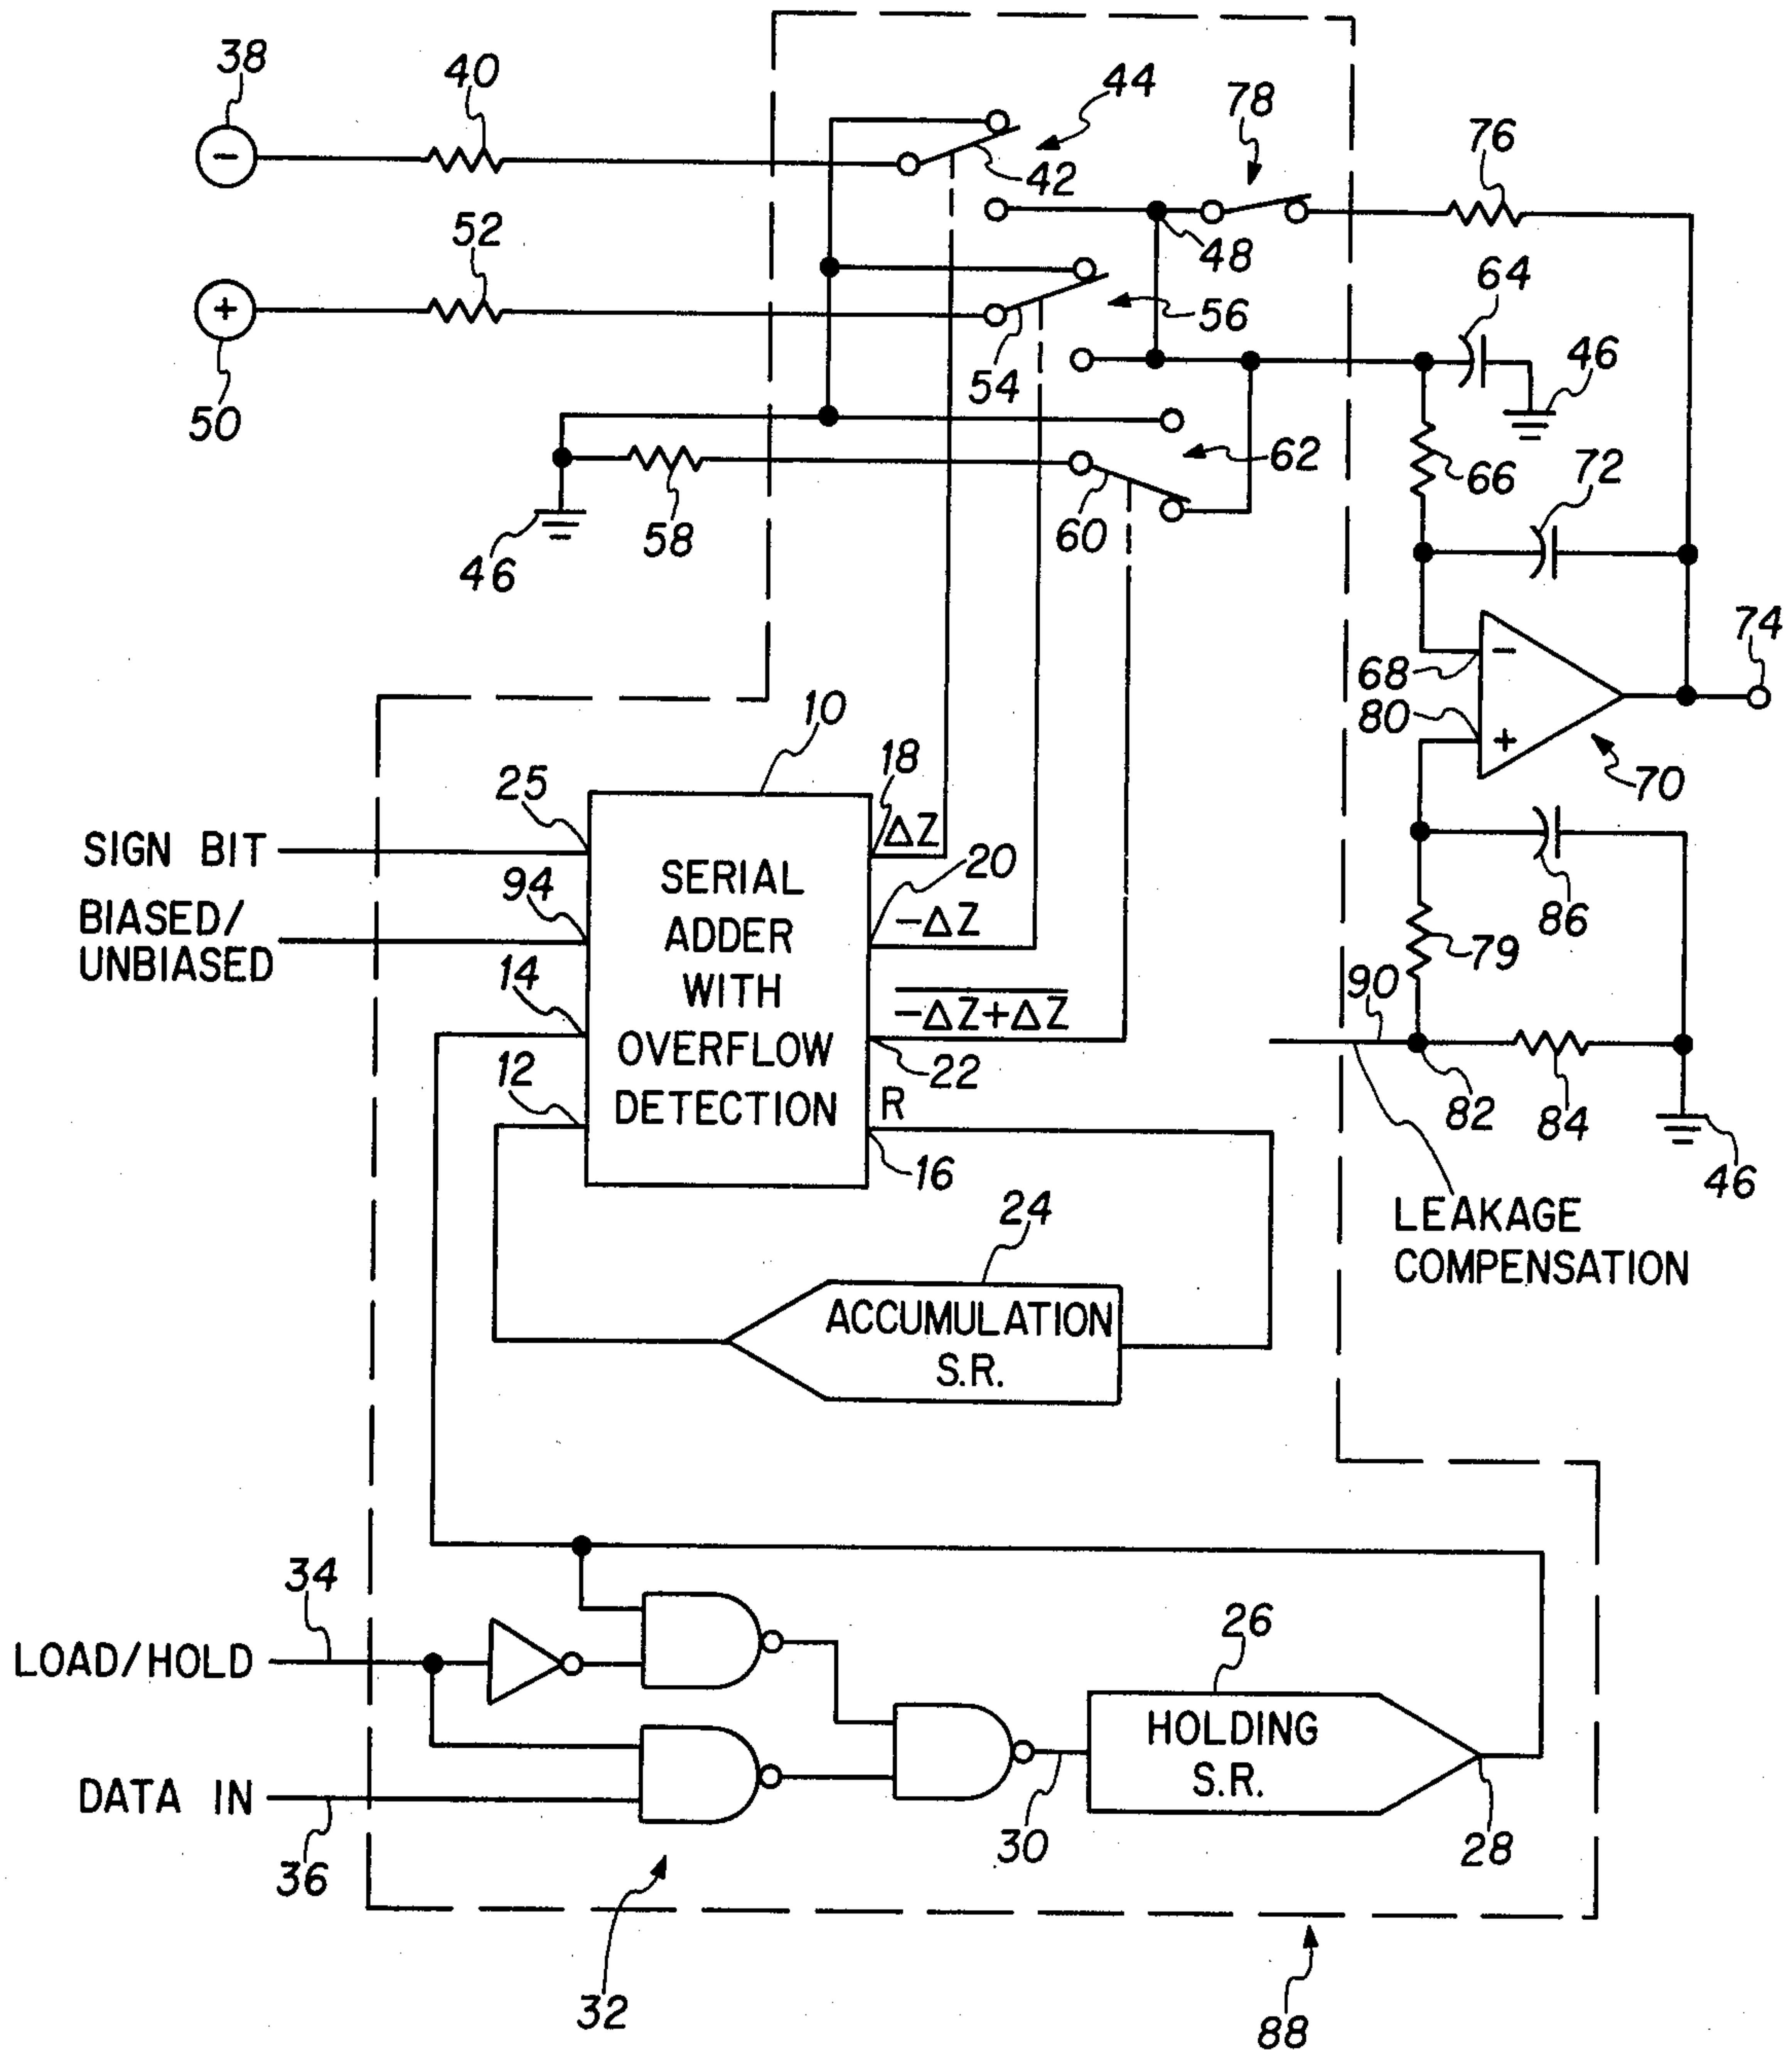 38
40
44
78
76
−
42
52
48
64
+
56
46
50
54
62
66
72
58
60
46
74
68
−
80
+
70
10
18
25
ΔZ
SIGN BIT
20
94
BIASED/
UNBIASED
−ΔZ
86
79
14
90
−ΔZ+ΔZ
SERIAL
ADDER
WITH
OVERFLOW
DETECTION
12
22
R
82
84
16
46
24
LEAKAGE
COMPENSATION
ACCUMULATION
S.R.
34
26
LOAD/HOLD
HOLDING
S.R.
DATA IN
30
28
36
32
88